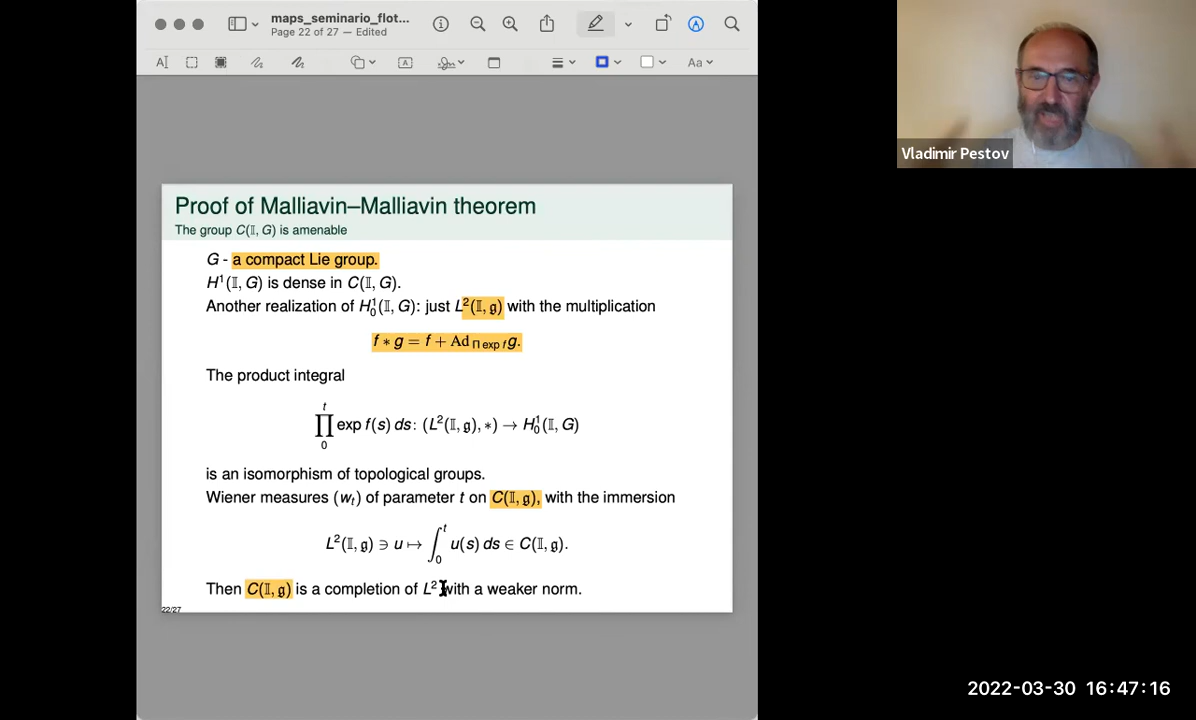 maps_seminario_flot...
Page 22 of 27 — Edited
Aa
Vladimir Pestov
Proof of Malliavin–Malliavin theorem
The group C(𝕀, G) is amenable
G - a compact Lie group.
H¹(𝕀, G) is dense in C(𝕀, G).
Another realization of H¹₀(𝕀, G): just L²(𝕀, 𝔤) with the multiplication
f ∗ g = f + Ad_{∏ exp f} g.
The product integral
∏₀ᵗ exp f(s) ds: (L²(𝕀, 𝔤), ∗) → H¹₀(𝕀, G)
is an isomorphism of topological groups.
Wiener measures (w_t) of parameter t on C(𝕀, 𝔤), with the immersion
L²(𝕀, 𝔤) ∋ u ↦ ∫₀ᵗ u(s) ds ∈ C(𝕀, 𝔤).
Then C(𝕀, 𝔤) is a completion of L² with a weaker norm.
22/27
2022-03-30 16:47:16